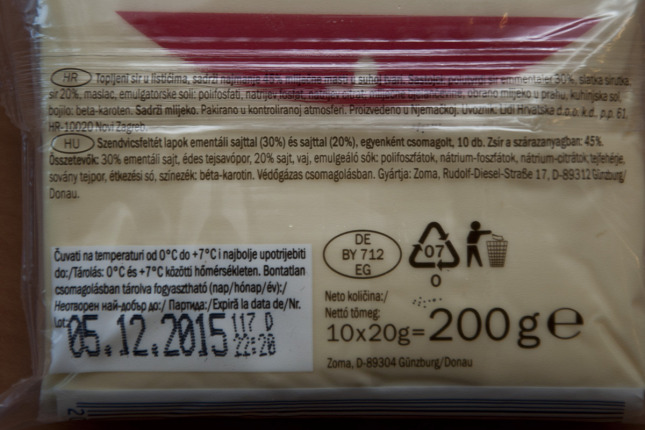 HR Topljeni sir u listićima, sadrži najmanje 45% mliječne masti u suhoj tvari. Sastojci: polutvrdi sir ementaler 30%, slatka sirutka,
sir 20%, maslac, emulgatorske soli: polifosfati, natrijev fosfat, obrano mlijeko u prahu, kuhinjska sol,
bojilo: beta-karoten. Sadrži mlijeko. Pakirano u kontroliranoj atmosferi. Proizvedeno u Njemačkoj. Uvoznik: Lidl Hrvatska d.o.o. k.d., p.p. 61,
HR-10020 Novi Zagreb.
HU Szendvicsfeltét lapok ementáli sajttal (30%) és sajttal (20%), egyenként csomagolt, 10 db. Zsír a szárazanyagban: 45%.
Összetevők: 30% ementáli sajt, édes tejsavópor, 20% sajt, vaj, emulgeáló sók: polifoszfátok, nátrium-foszfátok, nátrium-citrátok, tejfehérje,
sovány tejpor, étkezési só, színezék: béta-karotin. Védőgázas csomagolásban. Gyártja: Zoma, Rudolf-Diesel-Straße 17, D-89312 Günzburg/
Donau.
Čuvati na temperaturi od 0°C do +7°C i najbolje upotrijebiti
do:/Tárolás: 0°C és +7°C közötti hőmérsékleten. Bontatlan
csomagolásban tárolva fogyasztható (nap/hónap/év):/
Неотворен най-добър до:/ Партида:/Expiră la data de/Nr.
lot:
05.12.2015 117 D
22:20
DE
BY 712
EG
07
0
Neto količina:/
Nettó tömeg:
10x20g=200g℮
Zoma, D-89304 Günzburg/Donau